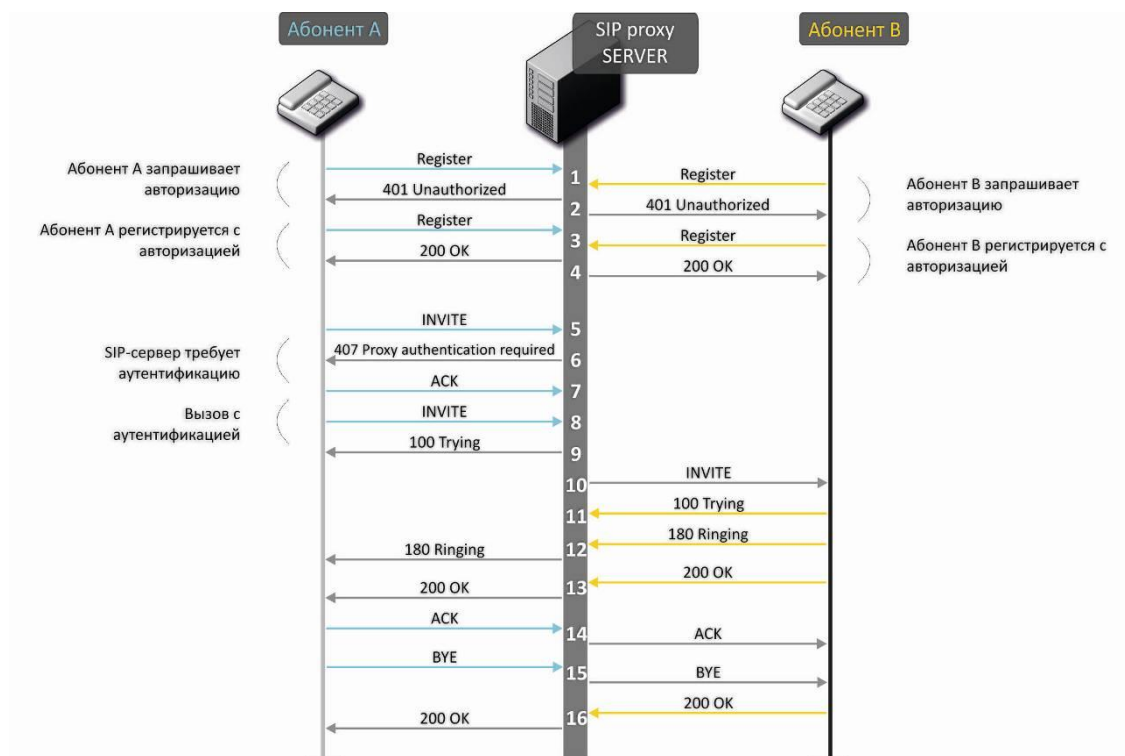 Абонент А
SIP proxy
SERVER
Абонент В
Абонент А запрашивает
авторизацию
Register
1
Register
Абонент В запрашивает
авторизацию
401 Unauthorized
2
401 Unauthorized
Абонент А регистрируется с
авторизацией
Register
3
Register
Абонент В регистрируется с
авторизацией
200 OK
4
200 OK
INVITE
5
SIP-сервер требует
аутентификацию
407 Proxy authentication required
6
ACK
7
Вызов с
аутентификацией
INVITE
8
100 Trying
9
INVITE
10
100 Trying
11
180 Ringing
12
180 Ringing
200 OK
13
200 OK
ACK
14
ACK
BYE
15
BYE
200 OK
16
200 OK